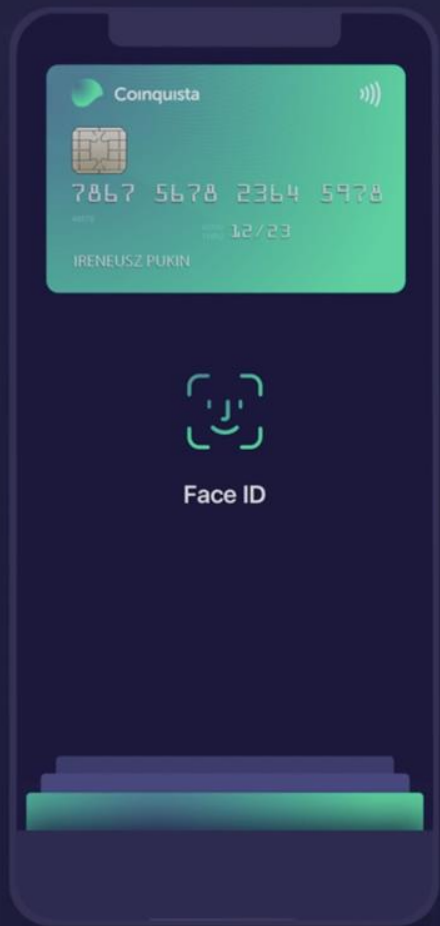 Coinquista
7867 5678 2364 5978
12/23
IRENEUSZ PUKIN
Face ID